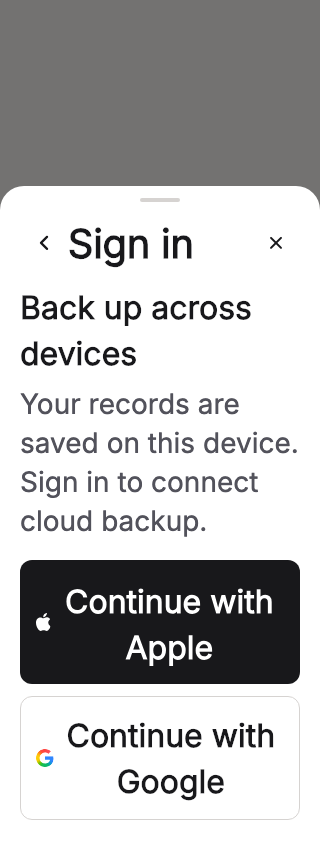 Sign in
Back up across
devices
Your records are
saved on this device.
Sign in to connect
cloud backup.
Continue with
Apple
Continue with
Google